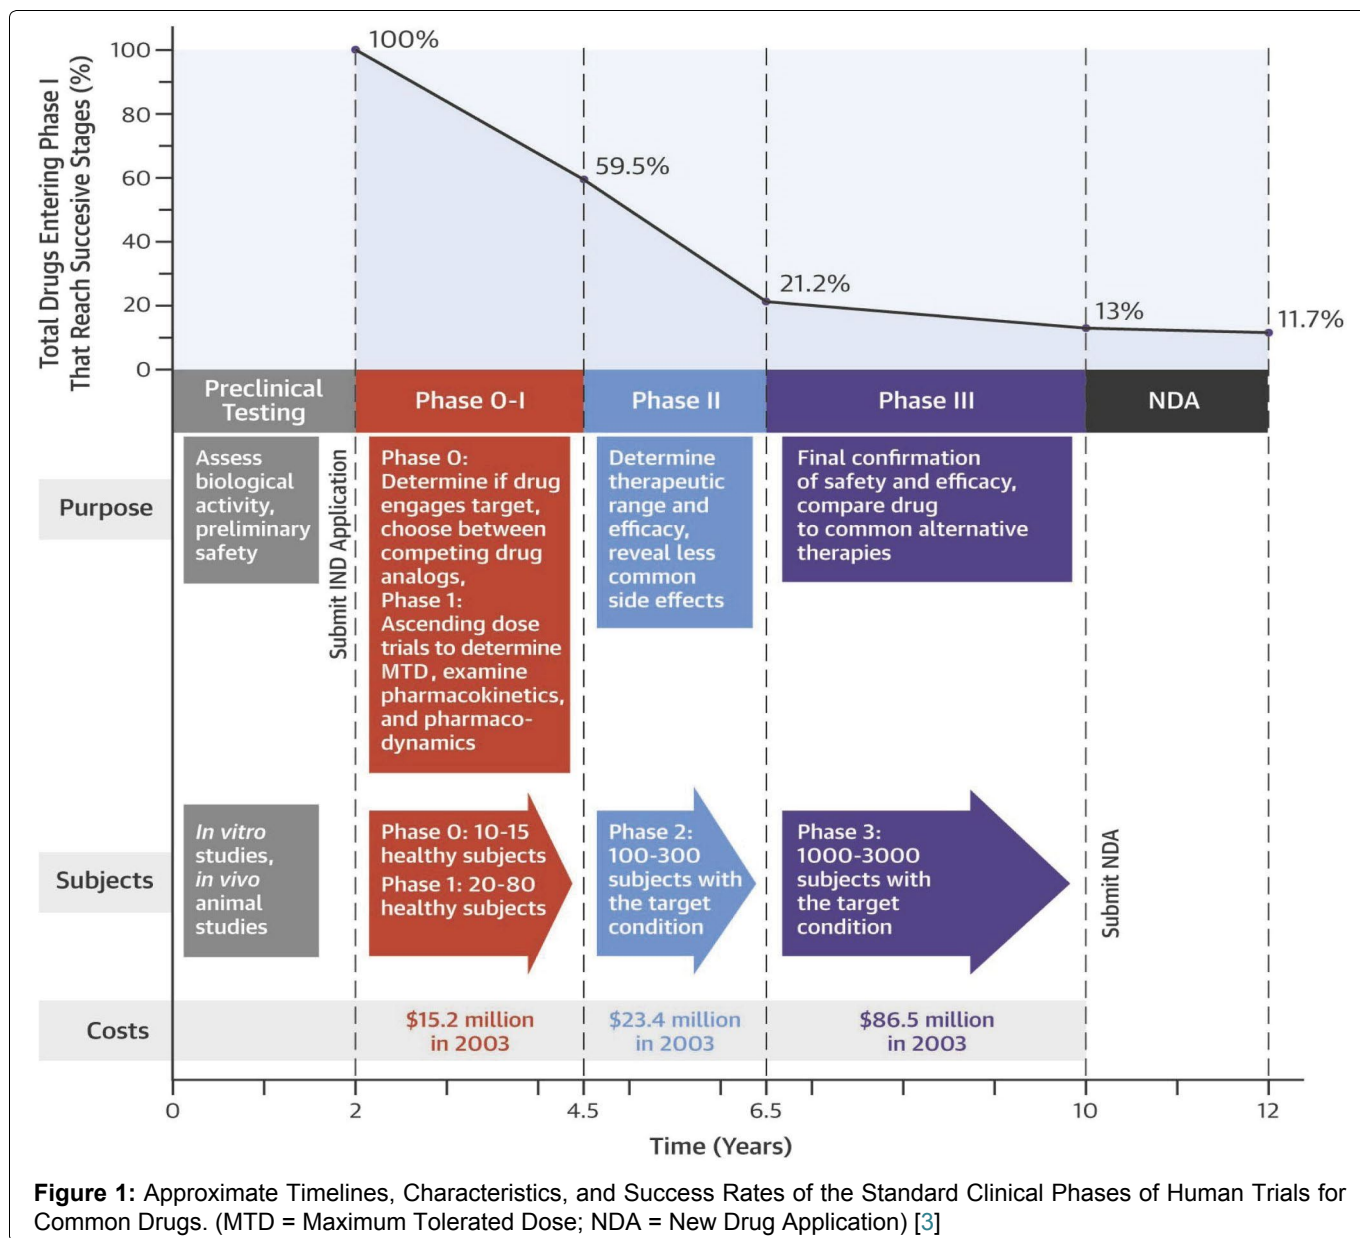 Total Drugs Entering Phase I
That Reach Succesive Stages (%)
100
80
60
40
20
0
100%
59.5%
21.2%
13%
11.7%
Preclinical
Testing
Phase 0-I
Phase II
Phase III
NDA
Purpose
Assess
biological
activity,
preliminary
safety
Submit IND Application
Phase 0:
Determine if drug
engages target,
choose between
competing drug
analogs,
Phase 1:
Ascending dose
trials to determine
MTD, examine
pharmacokinetics,
and pharmaco-
dynamics
Determine
therapeutic
range and
efficacy,
reveal less
common
side effects
Final confirmation
of safety and efficacy,
compare drug
to common alternative
therapies
Subjects
In vitro
studies,
in vivo
animal
studies
Phase 0: 10-15
healthy subjects
Phase 1: 20-80
healthy subjects
Phase 2:
100-300
subjects with
the target
condition
Phase 3:
1000-3000
subjects with
the target
condition
Submit NDA
Costs
$15.2 million
in 2003
$23.4 million
in 2003
$86.5 million
in 2003
0
2
4.5
6.5
10
12
Time (Years)
Figure 1: Approximate Timelines, Characteristics, and Success Rates of the Standard Clinical Phases of Human Trials for
Common Drugs. (MTD = Maximum Tolerated Dose; NDA = New Drug Application) [3]